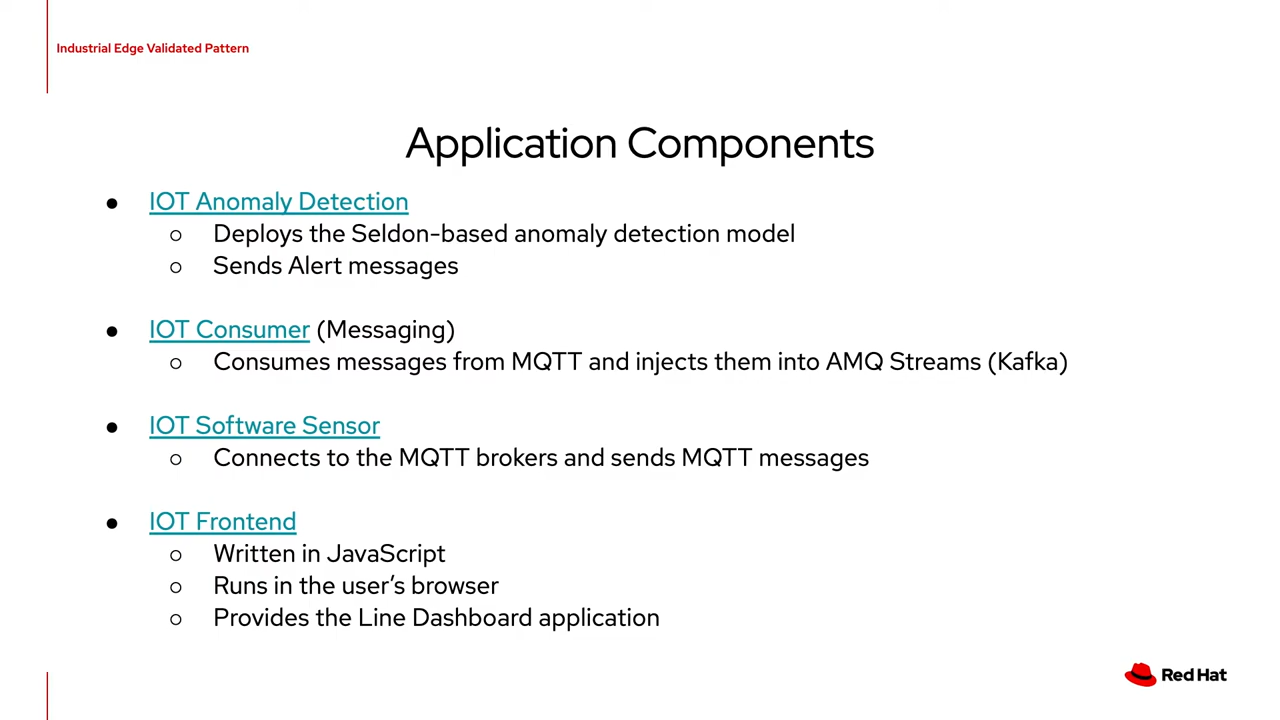 Industrial Edge Validated Pattern
Application Components
● IOT Anomaly Detection
○ Deploys the Seldon-based anomaly detection model
○ Sends Alert messages
● IOT Consumer (Messaging)
○ Consumes messages from MQTT and injects them into AMQ Streams (Kafka)
● IOT Software Sensor
○ Connects to the MQTT brokers and sends MQTT messages
● IOT Frontend
○ Written in JavaScript
○ Runs in the user’s browser
○ Provides the Line Dashboard application
Red Hat